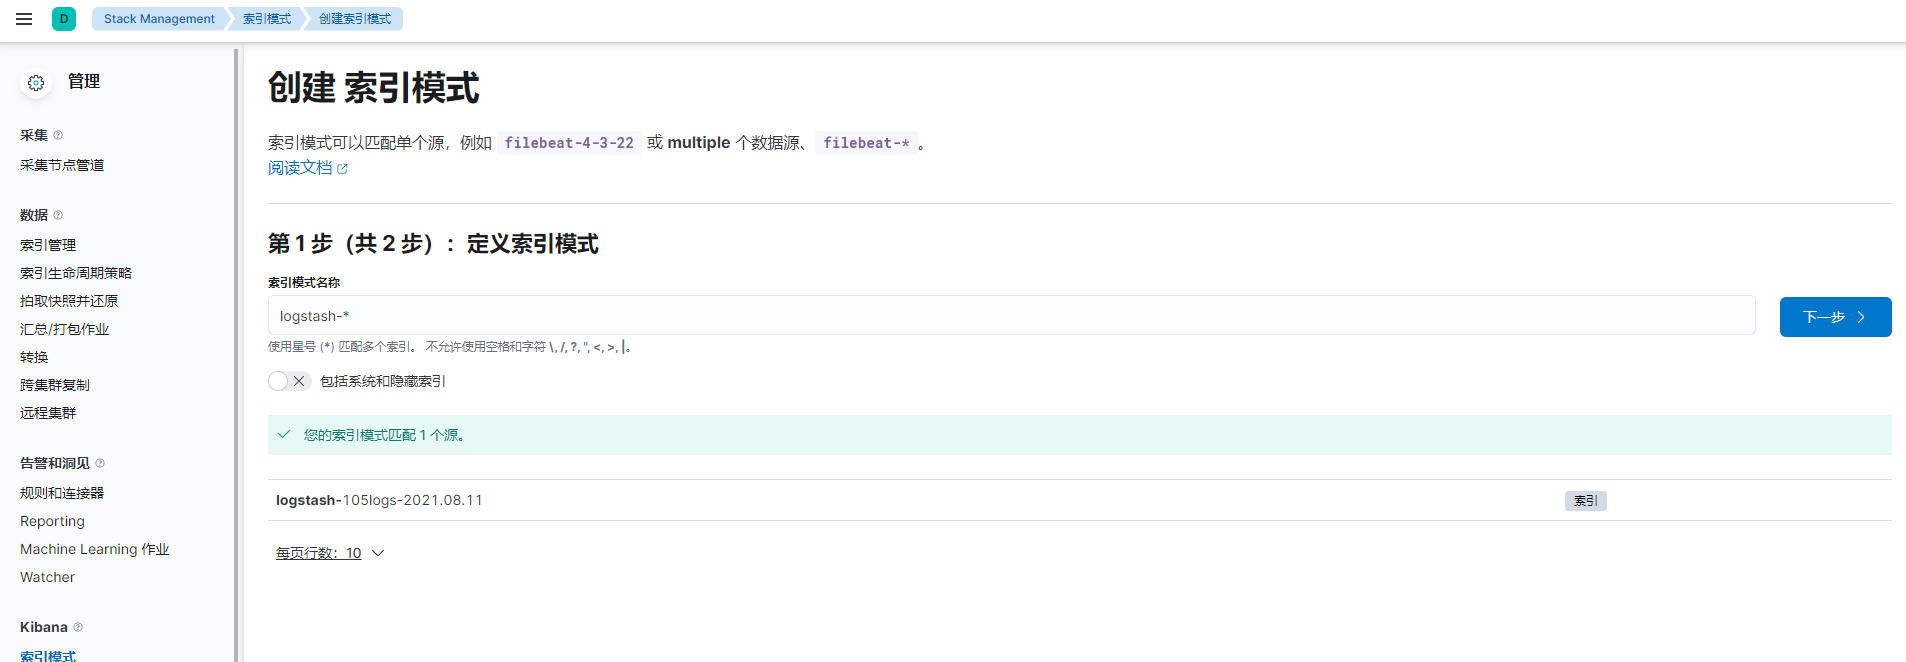 D Stack Management 索引模式 创建索引模式
管理
采集
采集节点管道
数据
索引管理
索引生命周期策略
拍取快照并还原
汇总/打包作业
转换
跨集群复制
远程集群
告警和洞见
规则和连接器
Reporting
Machine Learning 作业
Watcher
Kibana
索引模式
创建 索引模式
索引模式可以匹配单个源，例如 filebeat-4-3-22 或 multiple 个数据源、 filebeat-* 。
阅读文档
第 1 步（共 2 步）：定义索引模式
索引模式名称
logstash-*
下一步
使用星号 (*) 匹配多个索引。 不允许使用空格和字符 \, /, ?, ", <, >, |。
包括系统和隐藏索引
您的索引模式匹配 1 个源。
logstash-105logs-2021.08.11 索引
每页行数：10